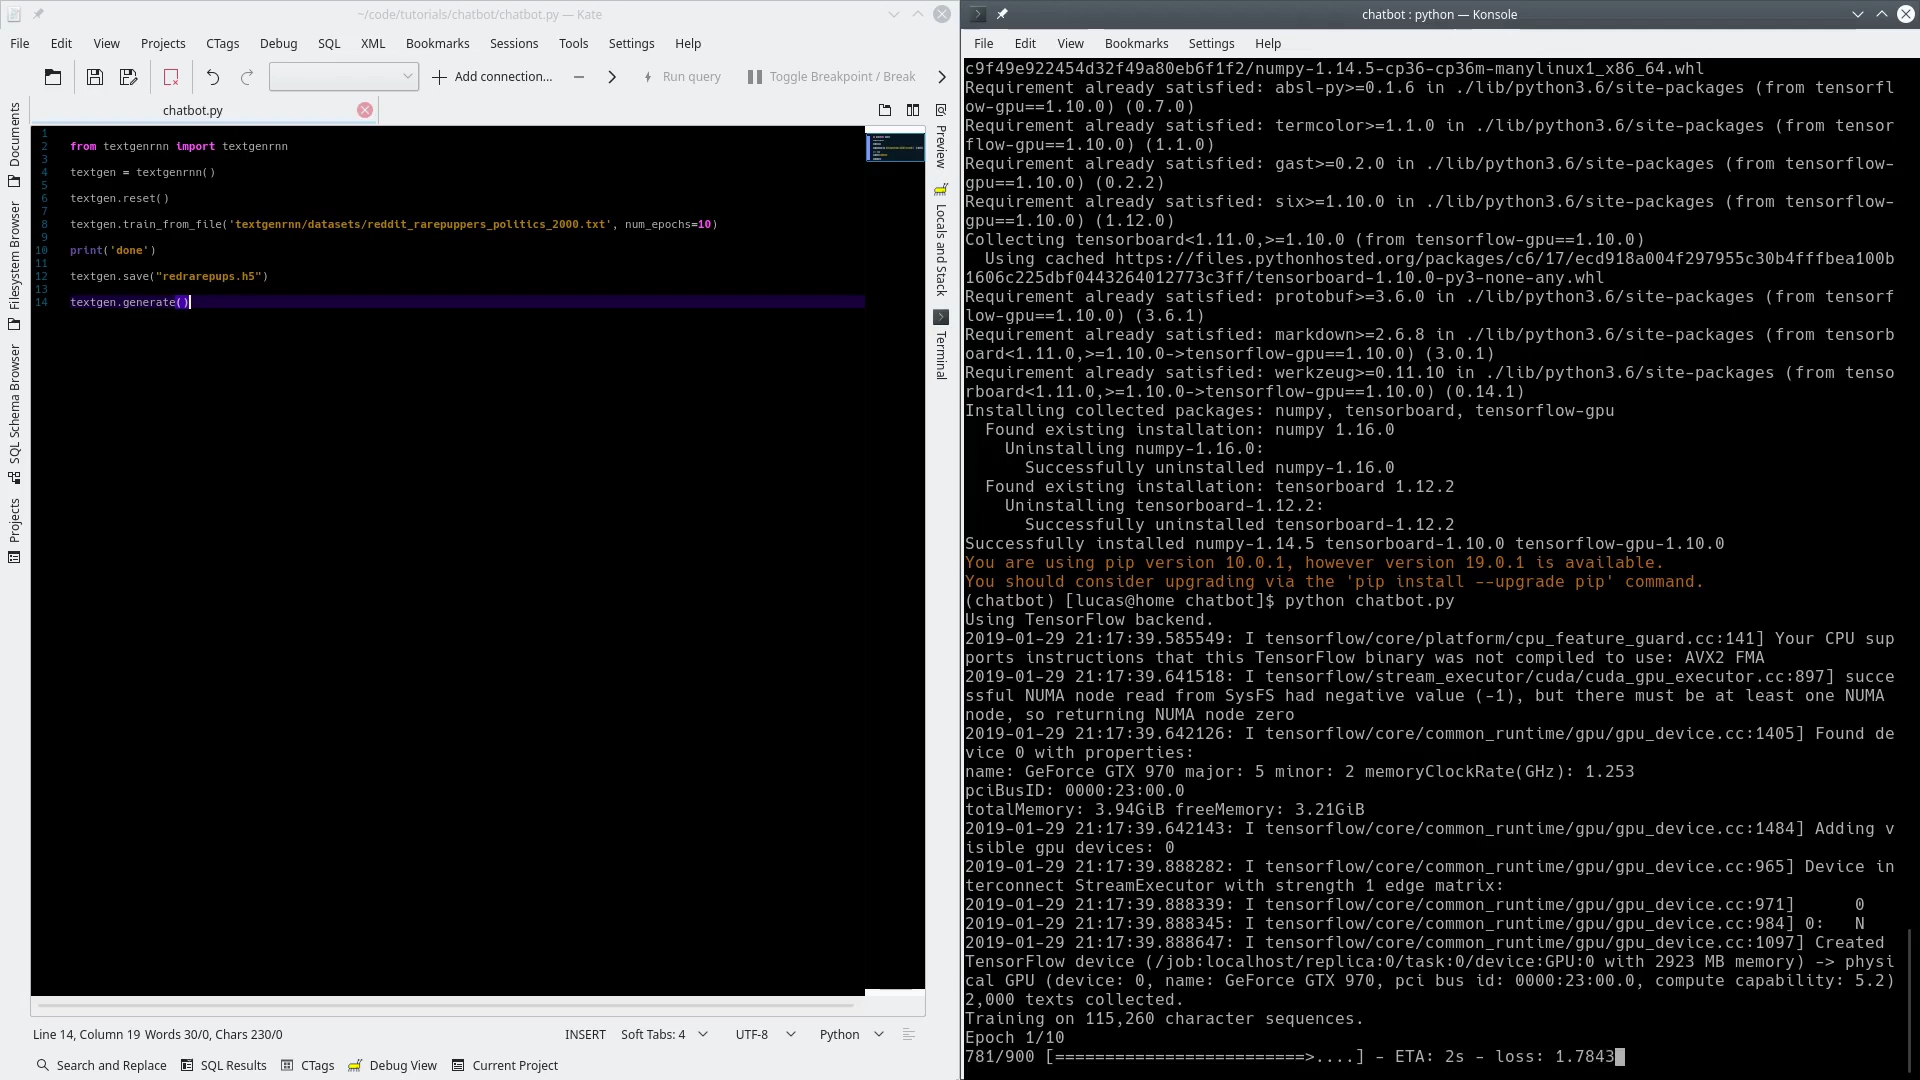 ~/code/tutorials/chatbot/chatbot.py — Kate
File Edit View Projects CTags Debug SQL XML Bookmarks Sessions Tools Settings Help
Add connection... Run query Toggle Breakpoint / Break
chatbot.py
Documents
Filesystem Browser
SQL Schema Browser
Projects
1
2 from textgenrnn import textgenrnn
3
4 textgen = textgenrnn()
5
6 textgen.reset()
7
8 textgen.train_from_file('textgenrnn/datasets/reddit_rarepuppers_politics_2000.txt', num_epochs=10)
9
10 print('done')
11
12 textgen.save("redrarepups.h5")
13
14 textgen.generate()
Preview
Locals and Stack
Terminal
Line 14, Column 19 Words 30/0, Chars 230/0 INSERT Soft Tabs: 4 UTF-8 Python
Search and Replace SQL Results CTags Debug View Current Project
chatbot : python — Konsole
File Edit View Bookmarks Settings Help
c9f49e922454d32f49a80eb6f1f2/numpy-1.14.5-cp36-cp36m-manylinux1_x86_64.whl
Requirement already satisfied: absl-py>=0.1.6 in ./lib/python3.6/site-packages (from tensorfl
ow-gpu==1.10.0) (0.7.0)
Requirement already satisfied: termcolor>=1.1.0 in ./lib/python3.6/site-packages (from tensor
flow-gpu==1.10.0) (1.1.0)
Requirement already satisfied: gast>=0.2.0 in ./lib/python3.6/site-packages (from tensorflow-
gpu==1.10.0) (0.2.2)
Requirement already satisfied: six>=1.10.0 in ./lib/python3.6/site-packages (from tensorflow-
gpu==1.10.0) (1.12.0)
Collecting tensorboard<1.11.0,>=1.10.0 (from tensorflow-gpu==1.10.0)
Using cached https://files.pythonhosted.org/packages/c6/17/ecd918a004f297955c30b4fffbea100b
1606c225dbf0443264012773c3ff/tensorboard-1.10.0-py3-none-any.whl
Requirement already satisfied: protobuf>=3.6.0 in ./lib/python3.6/site-packages (from tensorf
low-gpu==1.10.0) (3.6.1)
Requirement already satisfied: markdown>=2.6.8 in ./lib/python3.6/site-packages (from tensorb
oard<1.11.0,>=1.10.0->tensorflow-gpu==1.10.0) (3.0.1)
Requirement already satisfied: werkzeug>=0.11.10 in ./lib/python3.6/site-packages (from tenso
rboard<1.11.0,>=1.10.0->tensorflow-gpu==1.10.0) (0.14.1)
Installing collected packages: numpy, tensorboard, tensorflow-gpu
Found existing installation: numpy 1.16.0
Uninstalling numpy-1.16.0:
Successfully uninstalled numpy-1.16.0
Found existing installation: tensorboard 1.12.2
Uninstalling tensorboard-1.12.2:
Successfully uninstalled tensorboard-1.12.2
Successfully installed numpy-1.14.5 tensorboard-1.10.0 tensorflow-gpu-1.10.0
You are using pip version 10.0.1, however version 19.0.1 is available.
You should consider upgrading via the 'pip install --upgrade pip' command.
(chatbot) [lucas@home chatbot]$ python chatbot.py
Using TensorFlow backend.
2019-01-29 21:17:39.585549: I tensorflow/core/platform/cpu_feature_guard.cc:141] Your CPU sup
ports instructions that this TensorFlow binary was not compiled to use: AVX2 FMA
2019-01-29 21:17:39.641518: I tensorflow/stream_executor/cuda/cuda_gpu_executor.cc:897] succe
ssful NUMA node read from SysFS had negative value (-1), but there must be at least one NUMA
node, so returning NUMA node zero
2019-01-29 21:17:39.642126: I tensorflow/core/common_runtime/gpu/gpu_device.cc:1405] Found de
vice 0 with properties:
name: GeForce GTX 970 major: 5 minor: 2 memoryClockRate(GHz): 1.253
pciBusID: 0000:23:00.0
totalMemory: 3.94GiB freeMemory: 3.21GiB
2019-01-29 21:17:39.642143: I tensorflow/core/common_runtime/gpu/gpu_device.cc:1484] Adding v
isible gpu devices: 0
2019-01-29 21:17:39.888282: I tensorflow/core/common_runtime/gpu/gpu_device.cc:965] Device in
terconnect StreamExecutor with strength 1 edge matrix:
2019-01-29 21:17:39.888339: I tensorflow/core/common_runtime/gpu/gpu_device.cc:971]      0
2019-01-29 21:17:39.888345: I tensorflow/core/common_runtime/gpu/gpu_device.cc:984] 0:   N
2019-01-29 21:17:39.888647: I tensorflow/core/common_runtime/gpu/gpu_device.cc:1097] Created
TensorFlow device (/job:localhost/replica:0/task:0/device:GPU:0 with 2923 MB memory) -> physi
cal GPU (device: 0, name: GeForce GTX 970, pci bus id: 0000:23:00.0, compute capability: 5.2)
2,000 texts collected.
Training on 115,260 character sequences.
Epoch 1/10
781/900 [=========================>....] - ETA: 2s - loss: 1.7843